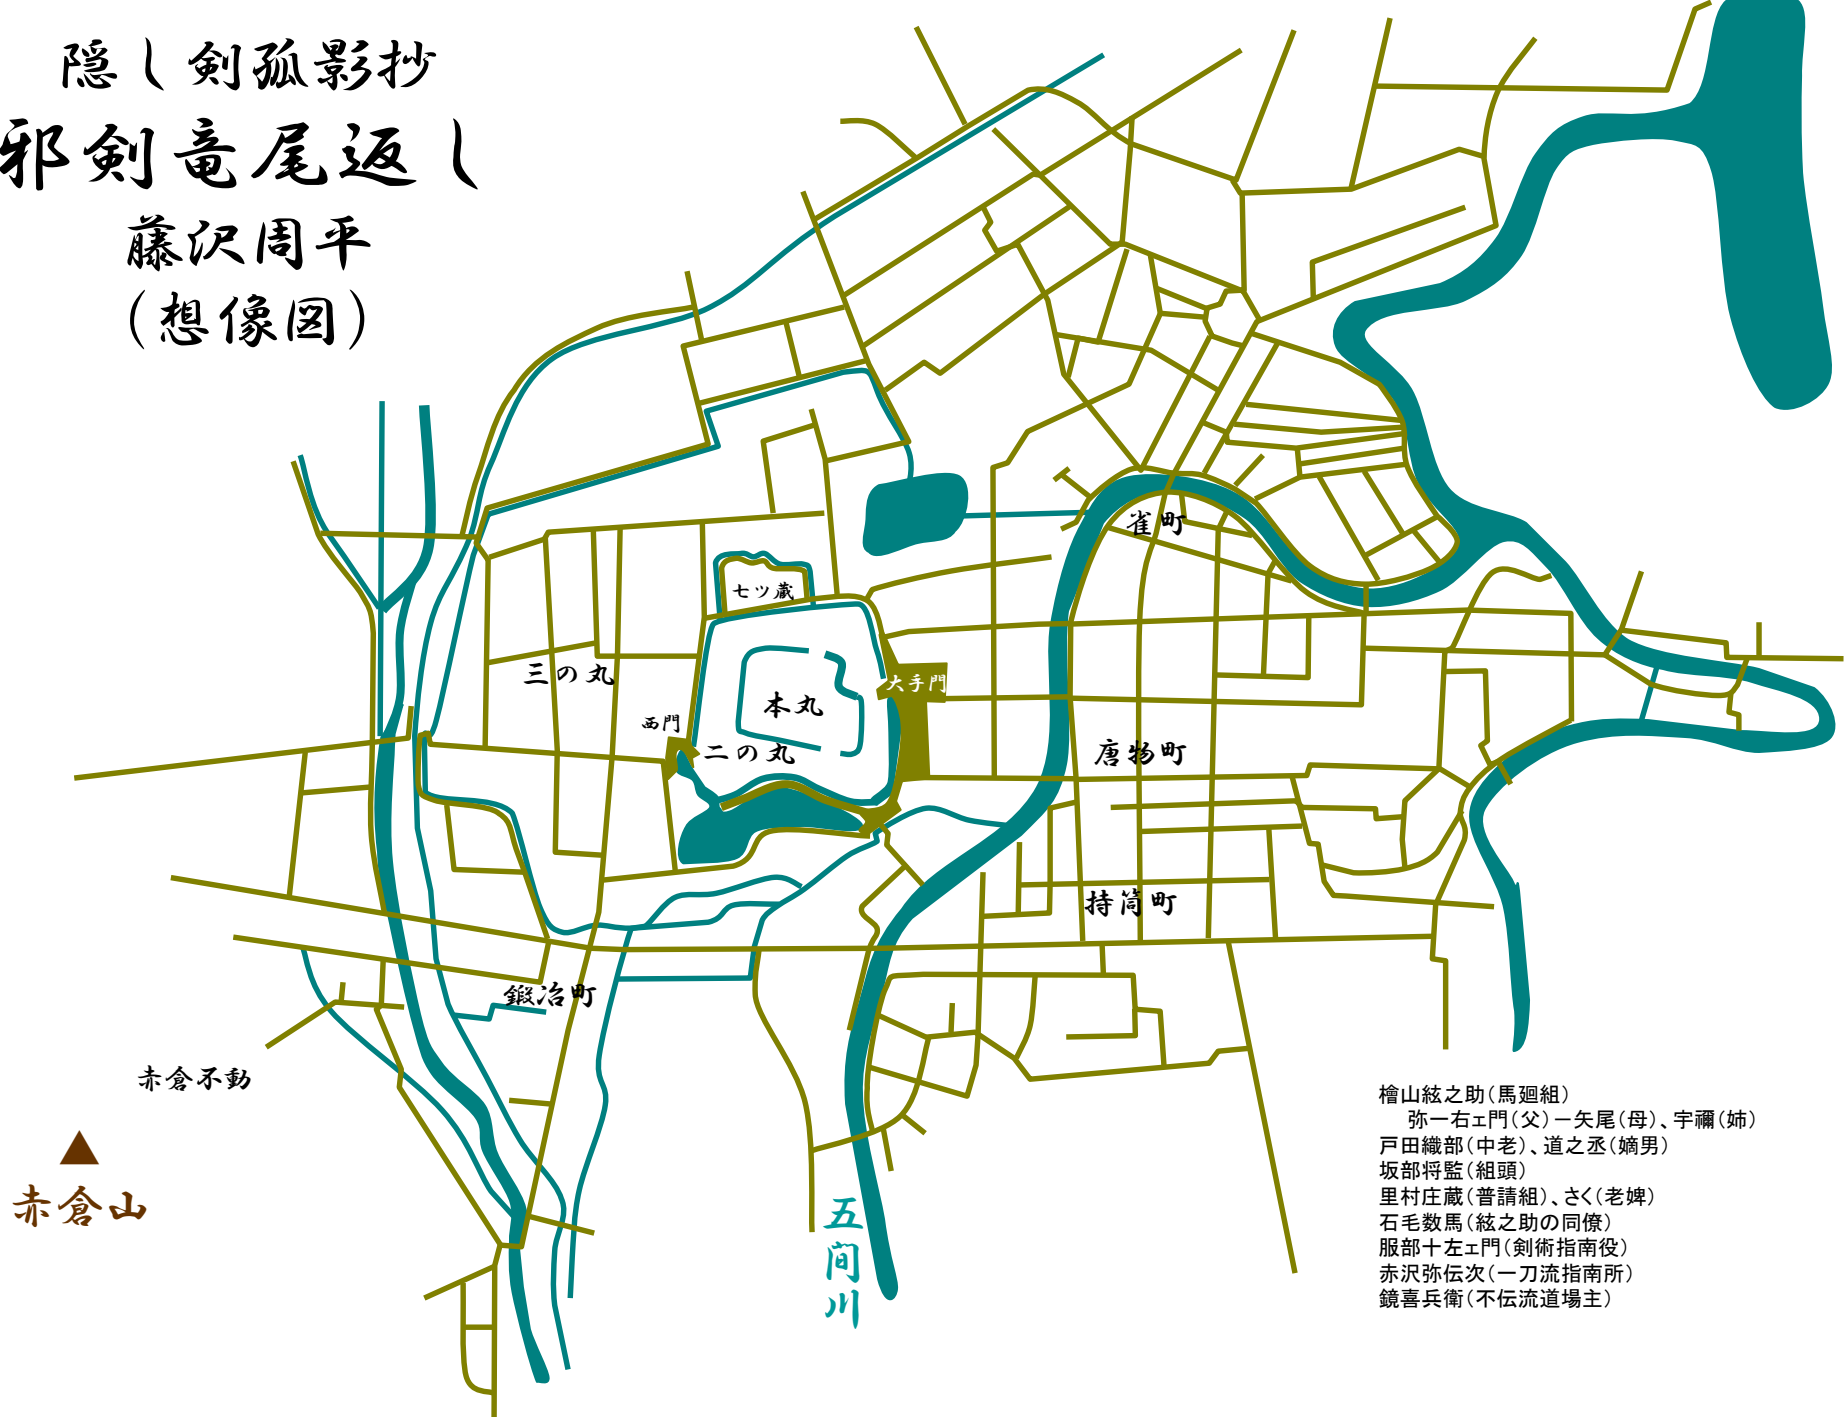 隠し剣孤影抄
邪剣竜尾返し
藤沢周平
（想像図）
雀町
七ツ蔵
三の丸
大手門
本丸
西門
二の丸
唐物町
持筒町
鍛冶町
赤倉不動
赤倉山
五間川
檜山絃之助（馬廻組）
弥一右ェ門（父）－矢尾（母）、宇禰（姉）
戸田織部（中老）、道之丞（嫡男）
坂部将監（組頭）
里村庄蔵（普請組）、さく（老婢）
石毛数馬（絃之助の同僚）
服部十左ェ門（剣術指南役）
赤沢弥伝次（一刀流指南所）
鏡喜兵衛（不伝流道場主）